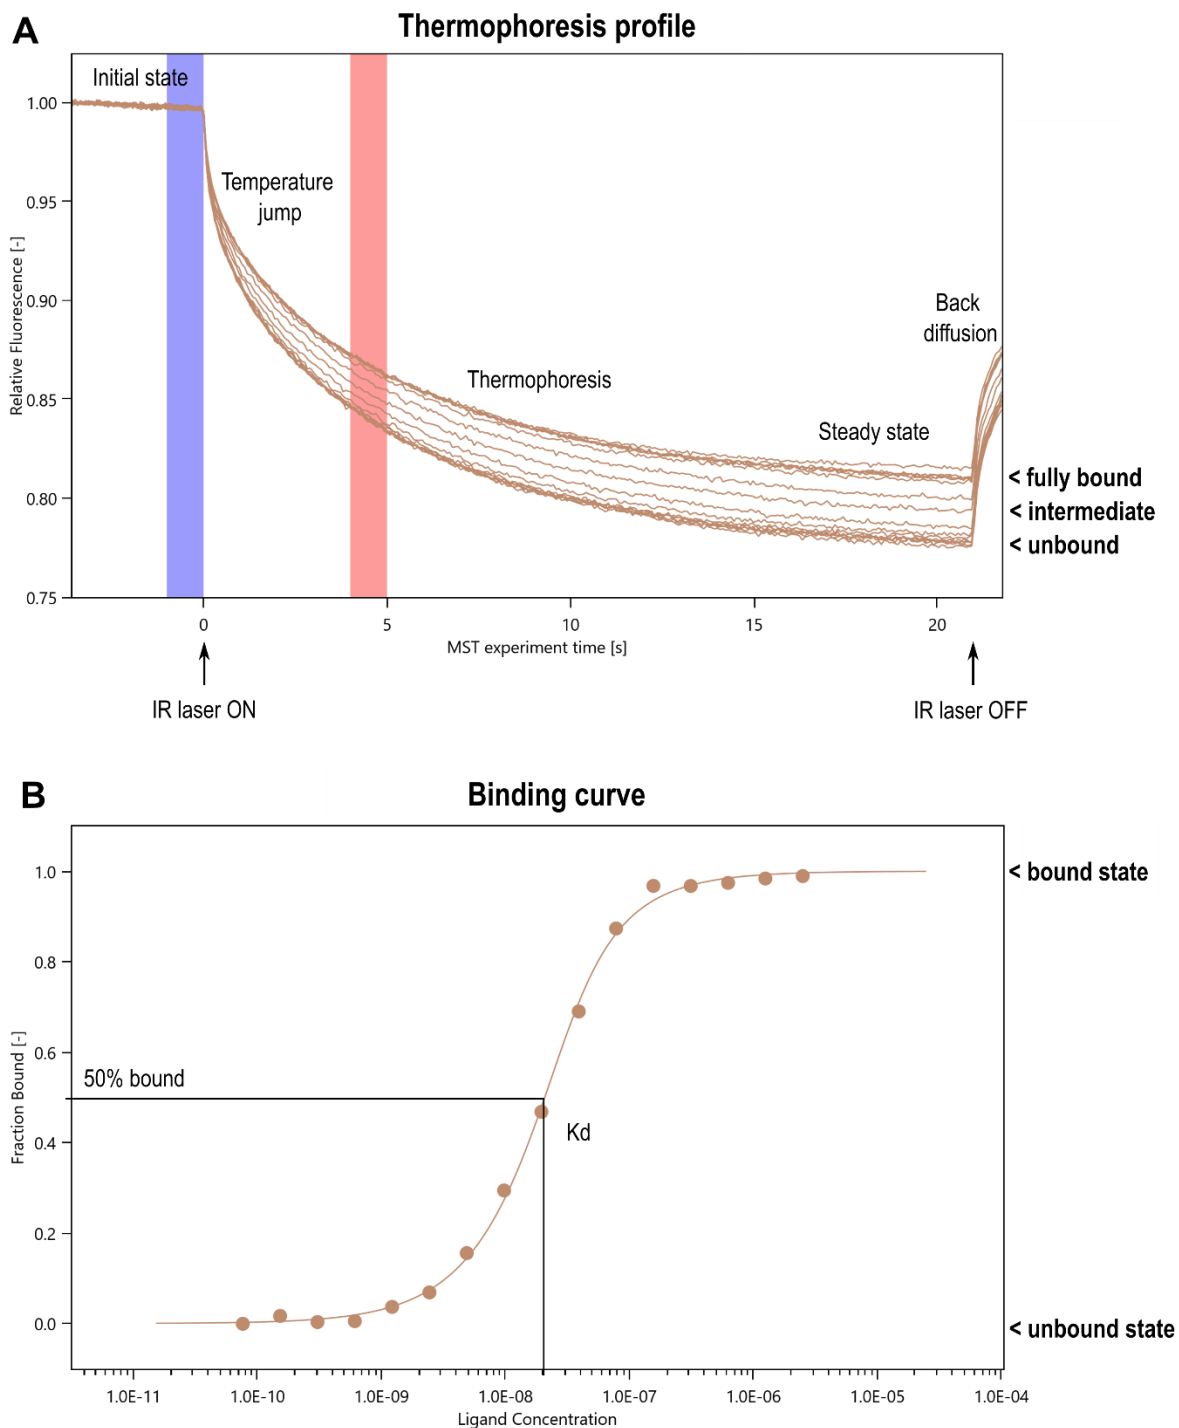 A
Thermophoresis profile
Initial state
1.00
Temperature
jump
0.95
Relative Fluorescence [-]
0.90
Back
diffusion
Thermophoresis
0.85
Steady state
< fully bound
0.80
< intermediate
< unbound
0.75
0 5 10 15 20
MST experiment time [s]
IR laser ON
IR laser OFF
B
Binding curve
1.0
< bound state
0.8
0.6
Fraction Bound [-]
50% bound
Kd
0.4
0.2
0.0
< unbound state
1.0E-11 1.0E-10 1.0E-09 1.0E-08 1.0E-07 1.0E-06 1.0E-05 1.0E-04
Ligand Concentration